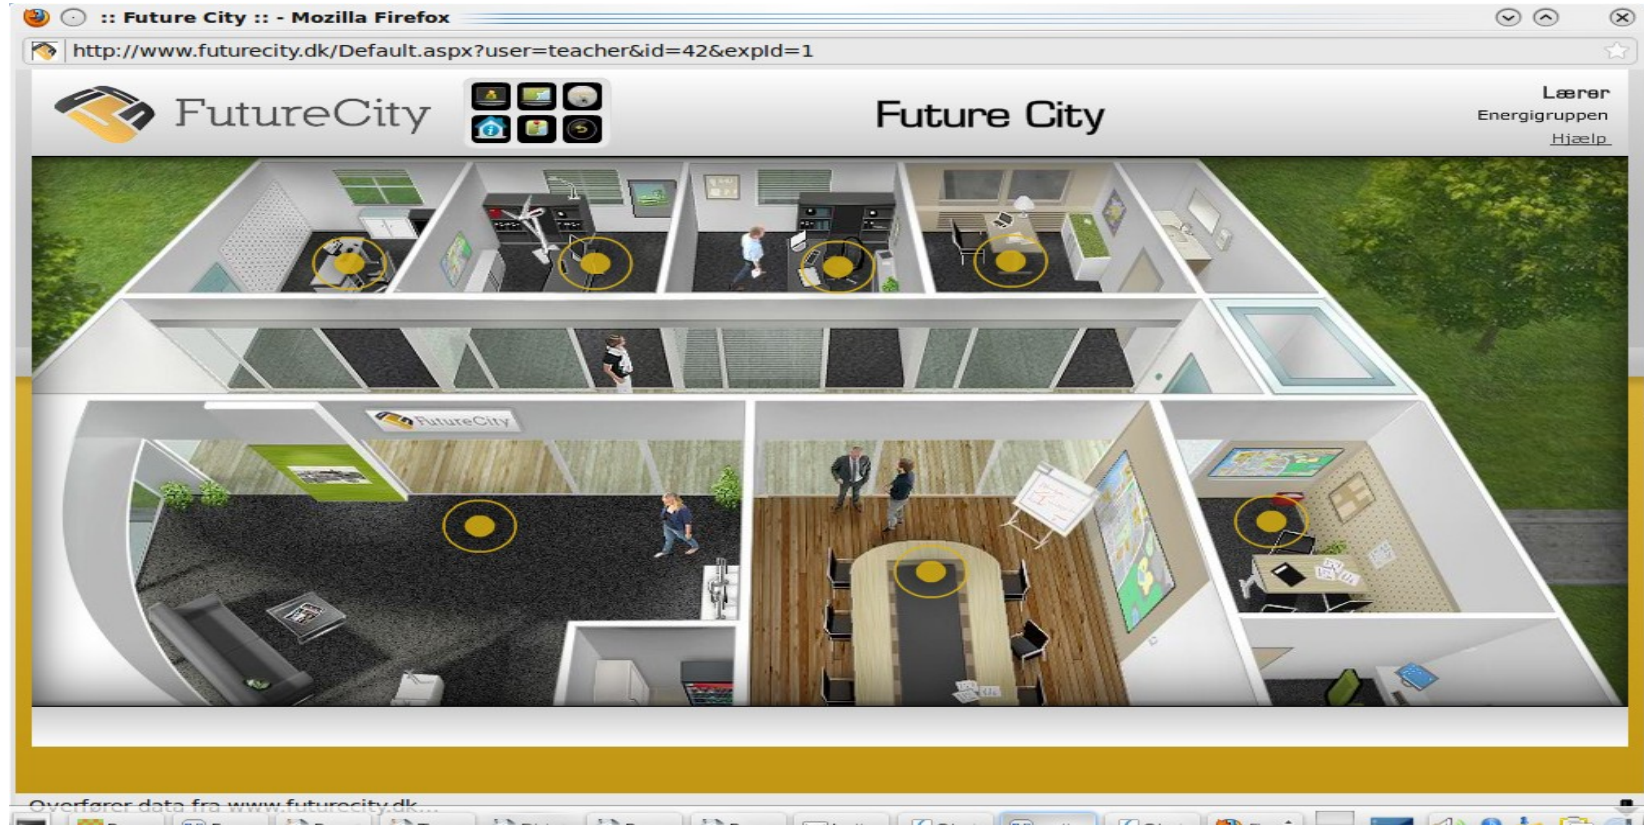 :: Future City :: - Mozilla Firefox
http://www.futurecity.dk/Default.aspx?user=teacher&id=42&expId=1
FutureCity
Future City
Lærer
Energigruppen
Hjælp
FutureCity
Overfører data fra www.futurecity.dk...